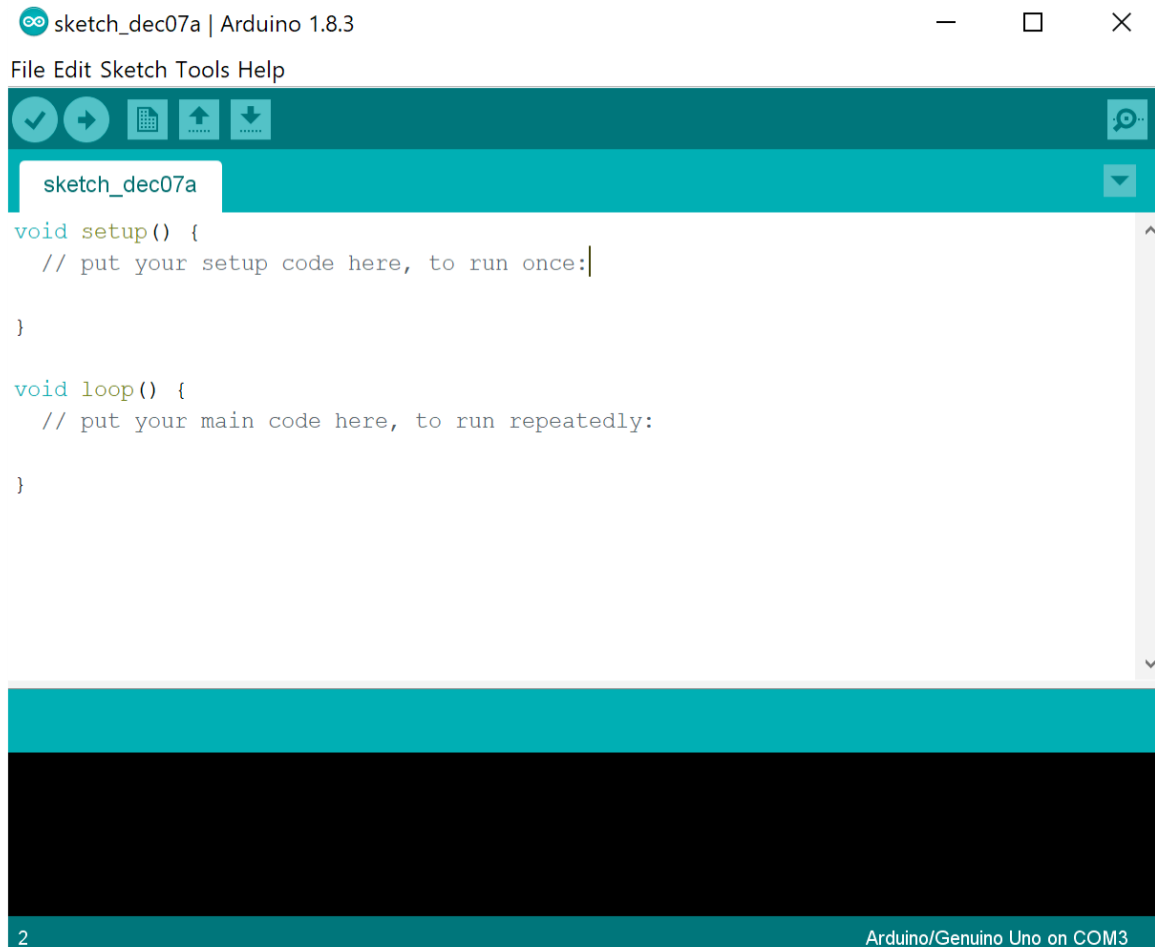 sketch_dec07a | Arduino 1.8.3
File Edit Sketch Tools Help
sketch_dec07a
void setup() {
  // put your setup code here, to run once:
}
void loop() {
  // put your main code here, to run repeatedly:
}
2
Arduino/Genuino Uno on COM3